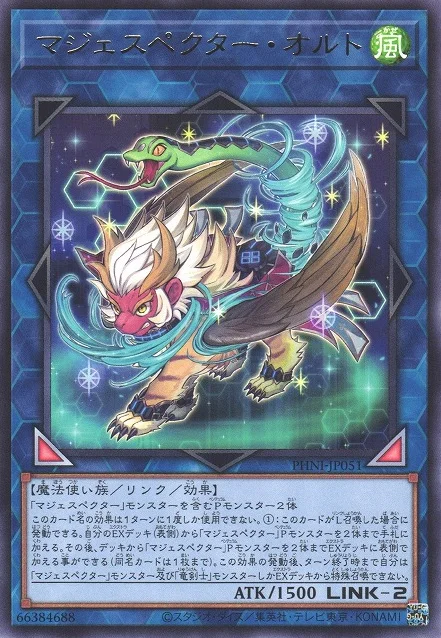 マジェスペクター・オルト
風
PHNI-JP051
【魔法使い族／リンク／効果】
「マジェスペクター」モンスターを含むPモンスター2体
このカード名の効果は1ターンに1度しか使用できない。①：このカードがL召喚した場合に
発動できる。自分のEXデッキ（表側）から「マジェスペクター」Pモンスターを2体まで手札に
加える。その後、デッキから「マジェスペクター」Pモンスターを2体までEXデッキに表側で
加える事ができる（同名カードは1枚まで）。この効果の発動後、ターン終了時まで自分は
「マジェスペクター」モンスター及び「竜剣士」モンスターしかEXデッキから特殊召喚できない。
ATK/1500 LINK-2
66384688
©スタジオ・ダイス/集英社・テレビ東京・KONAMI